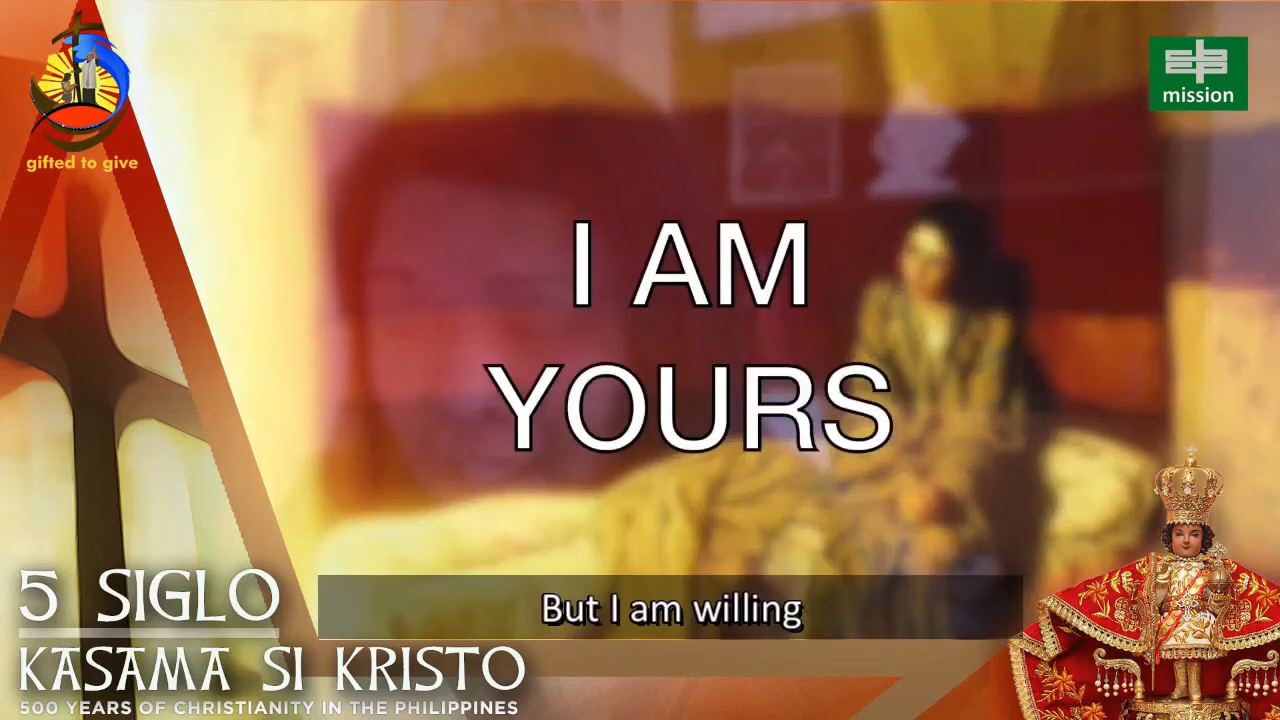 gifted to give
mission
I AM
YOURS
But I am willing
5 SIGLO
KASAMA SI KRISTO
500 YEARS OF CHRISTIANITY IN THE PHILIPPINES